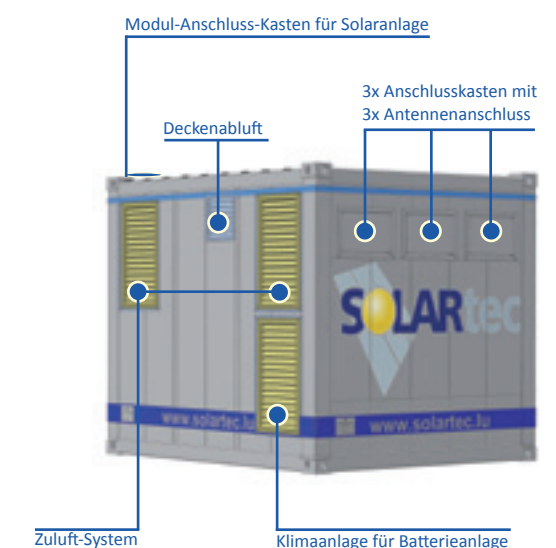 Modul-Anschluss-Kasten für Solaranlage
3x Anschlusskasten mit
3x Antennenanschluss
Deckenabluft
SOLARtec
www.solartec.lu
www.solartec.lu
Zuluft-System
Klimaanlage für Batterieanlage